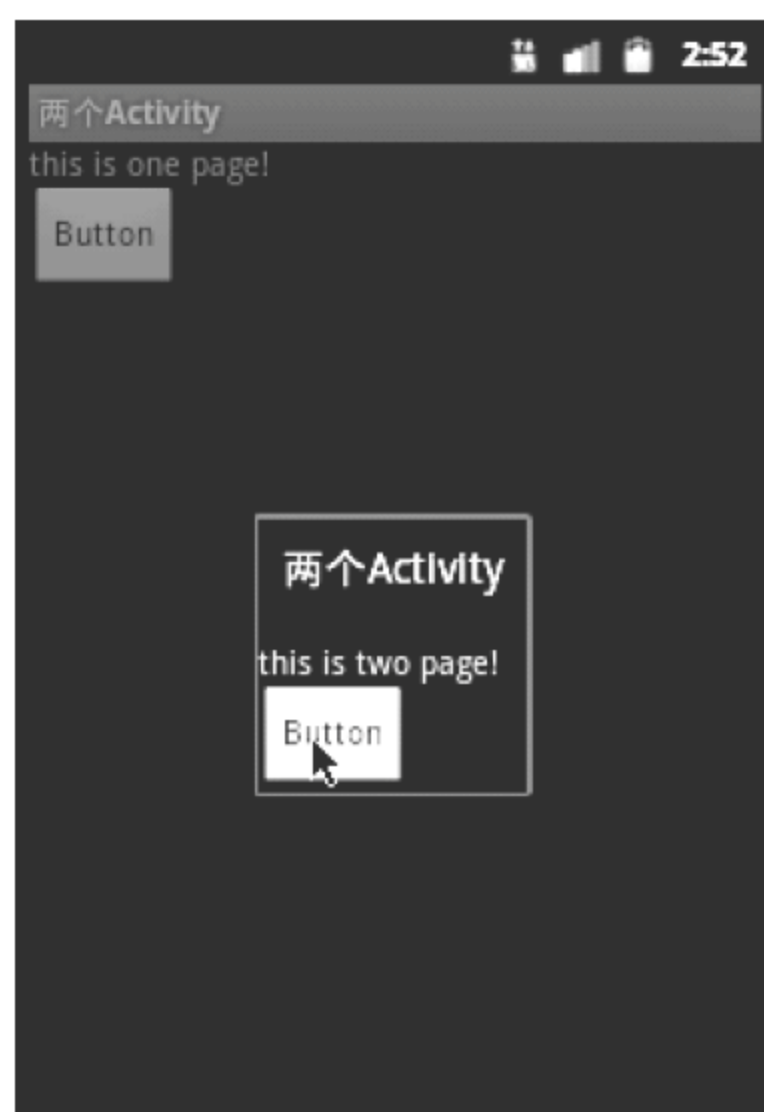 2:52
两个Activity
this is one page!
Button
两个Activity
this is two page!
Button